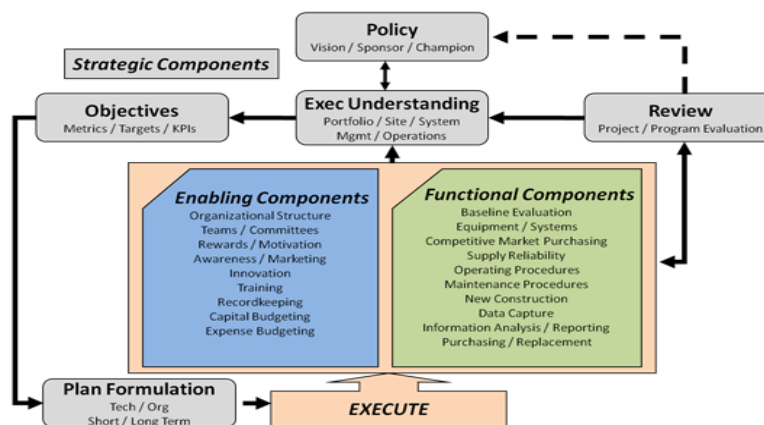 Policy
Vision / Sponsor / Champion
Strategic Components
Objectives
Metrics / Targets / KPIs
Exec Understanding
Portfolio / Site / System
Mgmt / Operations
Review
Project / Program Evaluation
Enabling Components
Organizational Structure
Teams / Committees
Rewards / Motivation
Awareness / Marketing
Innovation
Training
Recordkeeping
Capital Budgeting
Expense Budgeting
Functional Components
Baseline Evaluation
Equipment / Systems
Competitive Market Purchasing
Supply Reliability
Operating Procedures
Maintenance Procedures
New Construction
Data Capture
Information Analysis / Reporting
Purchasing / Replacement
Plan Formulation
Tech / Org
Short / Long Term
EXECUTE